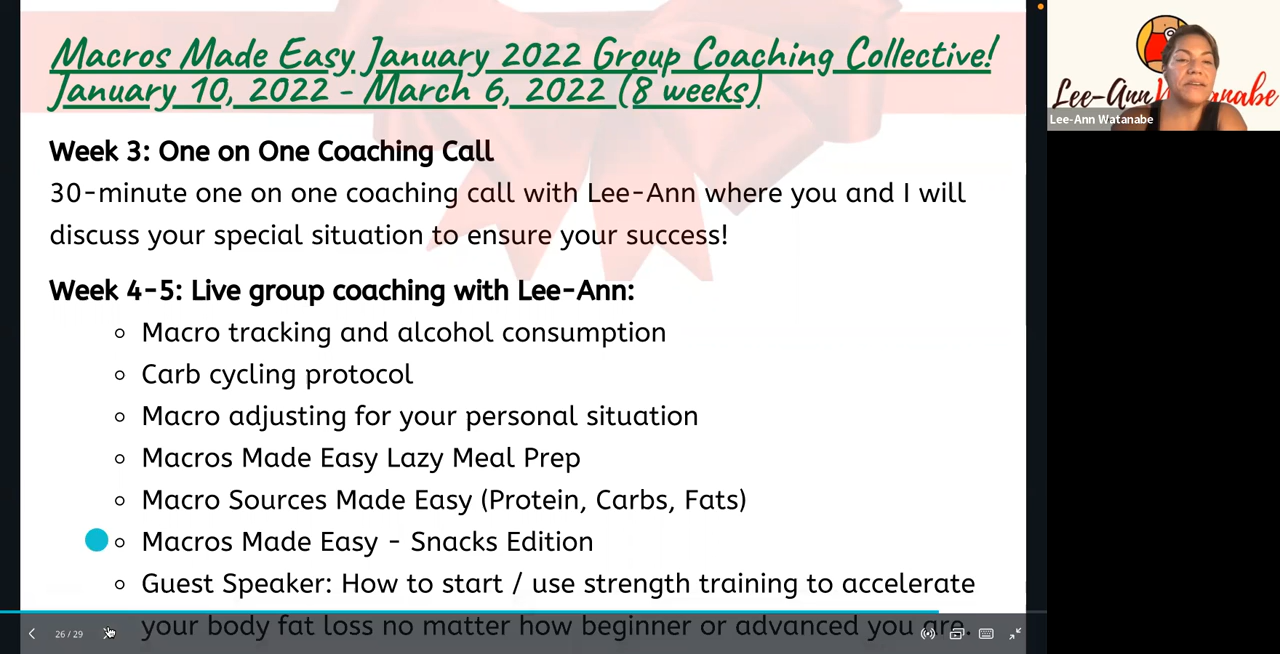 Macros Made Easy January 2022 Group Coaching Collective!
January 10, 2022 - March 6, 2022 (8 weeks)
Week 3: One on One Coaching Call
30-minute one on one coaching call with Lee-Ann where you and I will
discuss your special situation to ensure your success!
Week 4-5: Live group coaching with Lee-Ann:
Macro tracking and alcohol consumption
Carb cycling protocol
Macro adjusting for your personal situation
Macros Made Easy Lazy Meal Prep
Macro Sources Made Easy (Protein, Carbs, Fats)
Macros Made Easy - Snacks Edition
Guest Speaker: How to start / use strength training to accelerate
your body fat loss no matter how beginner or advanced you are.
26 / 29
Lee-Ann
Lee-Ann Watanabe